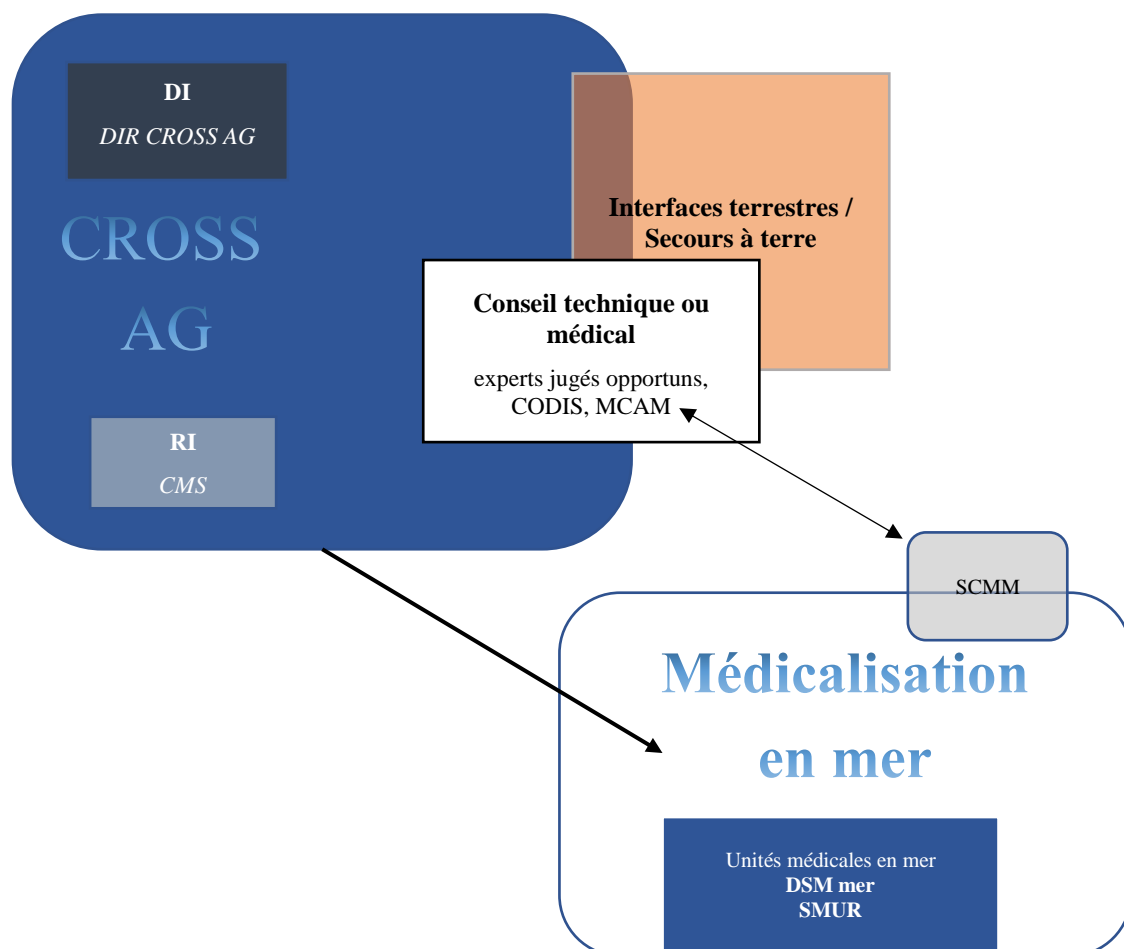 DI
DIR CROSS AG
CROSS
AG
RI
CMS
Interfaces terrestres /
Secours à terre
Conseil technique ou
médical
experts jugés opportuns,
CODIS, MCAM
SCMM
Médicalisation
en mer
Unités médicales en mer
DSM mer
SMUR